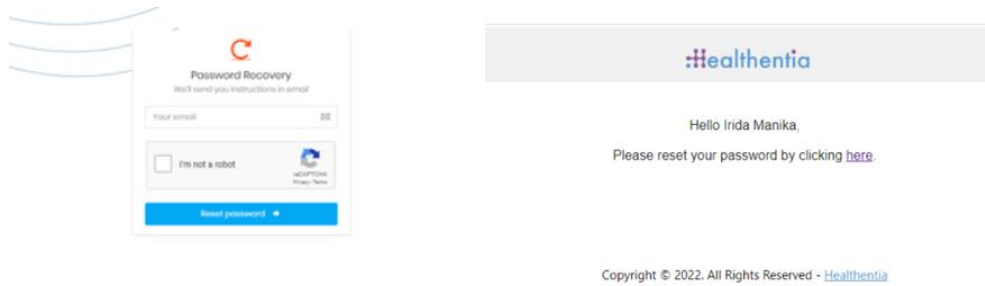 Password Recovery
We'll send you instructions in email
Your email
I'm not a robot
reCAPTCHA
Privacy - Terms
Reset password
Healthentia
Hello Irida Manika,
Please reset your password by clicking here.
Copyright © 2022. All Rights Reserved - Healthentia